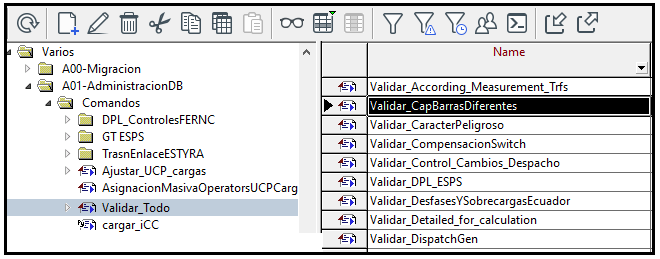 Varios
A00-Migracion
A01-AdministracionDB
Comandos
DPL_ControlesFERNC
GT ESPS
TrasnEnlaceESTYRA
Ajustar_UCP_cargas
AsignacionMasivaOperatorsUCPCarg
Validar_Todo
cargar_iCC
Name
Validar_According_Measurement_Trfs
Validar_CapBarrasDiferentes
Validar_CaracterPeligroso
Validar_CompensacionSwitch
Validar_Control_Cambios_Despacho
Validar_DPL_ESPS
Validar_DesfasesYSobrecargasEcuador
Validar_Detailed_for_calculation
Validar_DispatchGen